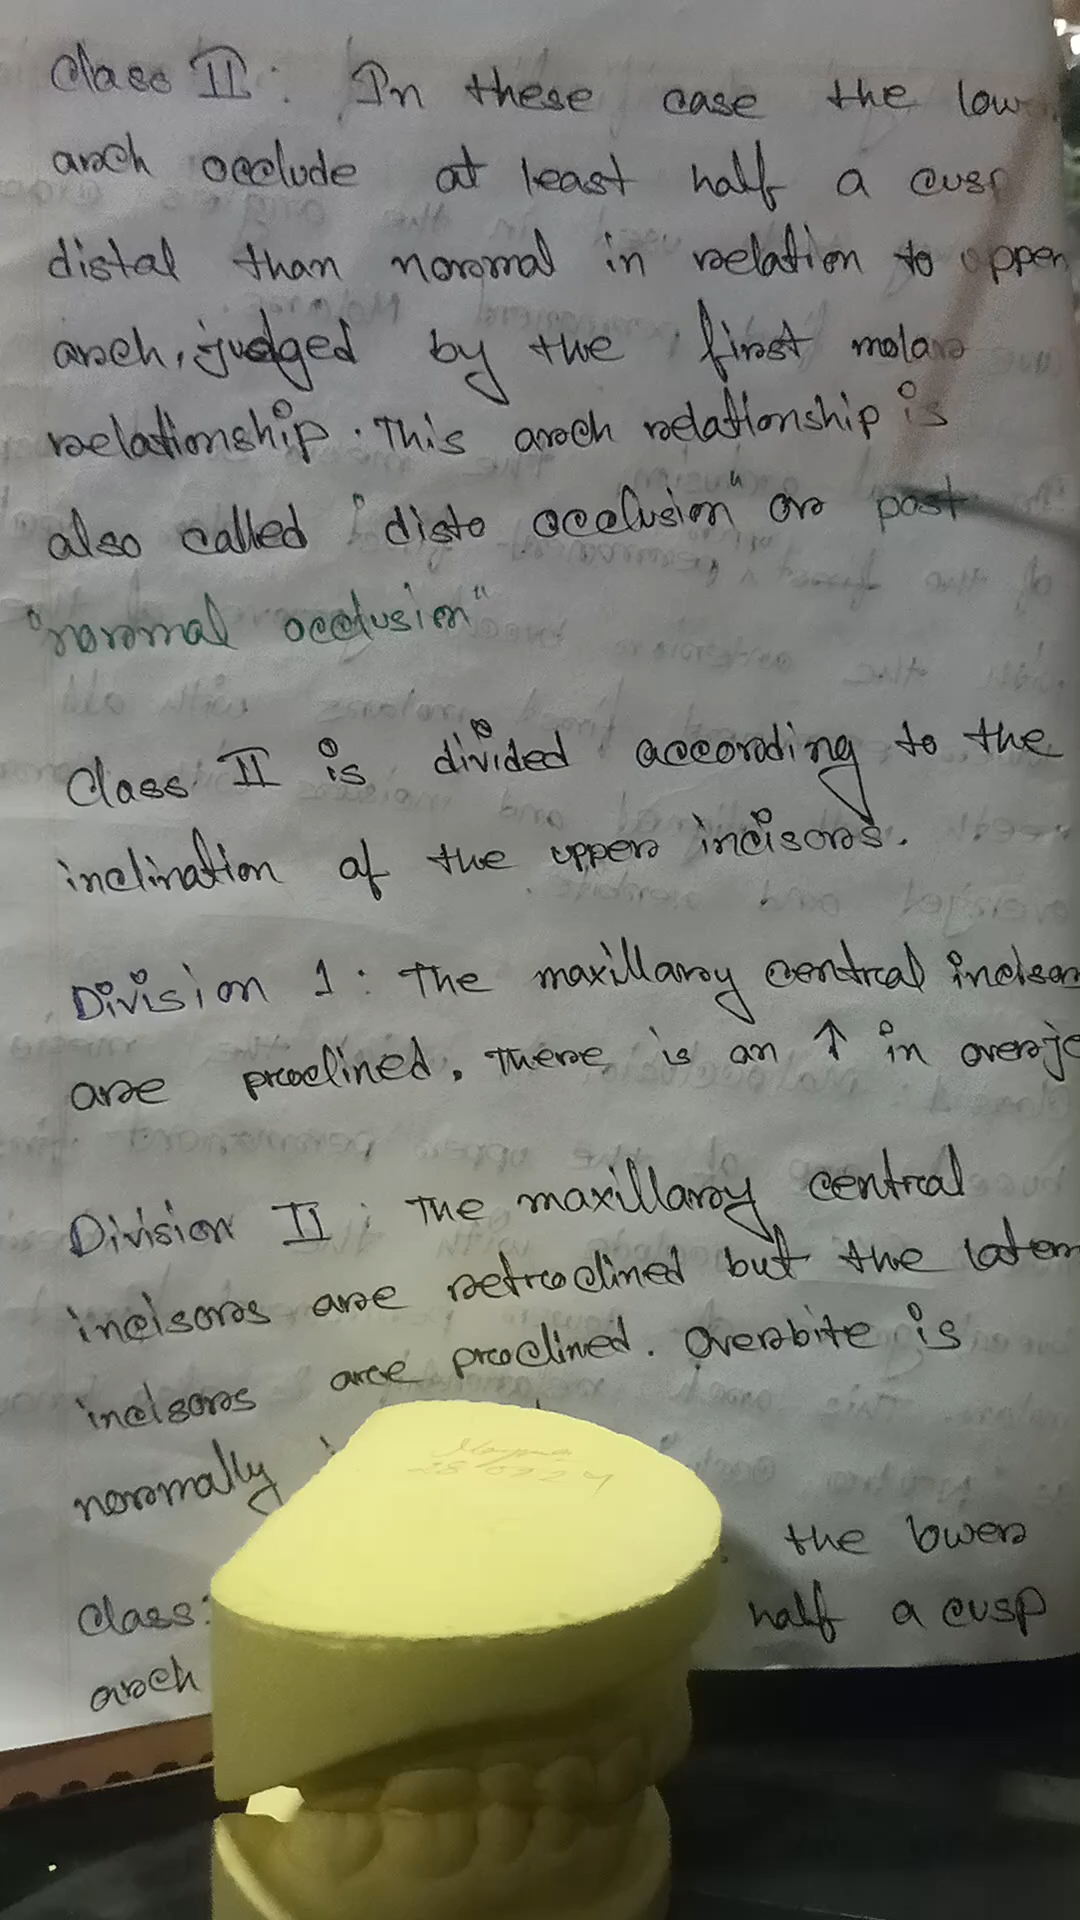 Class II : In these case the low
arch occlude at least half a cusp
distal than normal in relation to upper
arch, judged by the first molar
relationship. This arch relationship is
also called "disto occlusion" or post
"normal occlusion"
Class II is divided according to the
inclination of the upper incisors.
Division 1 : The maxillary central incisor
are proclined. There is an ↑ in overje
Division II : The maxillary central
incisors are retroclined but the later
incisors are proclined. Overbite is
normally
the lower
Class: half a cusp
arch